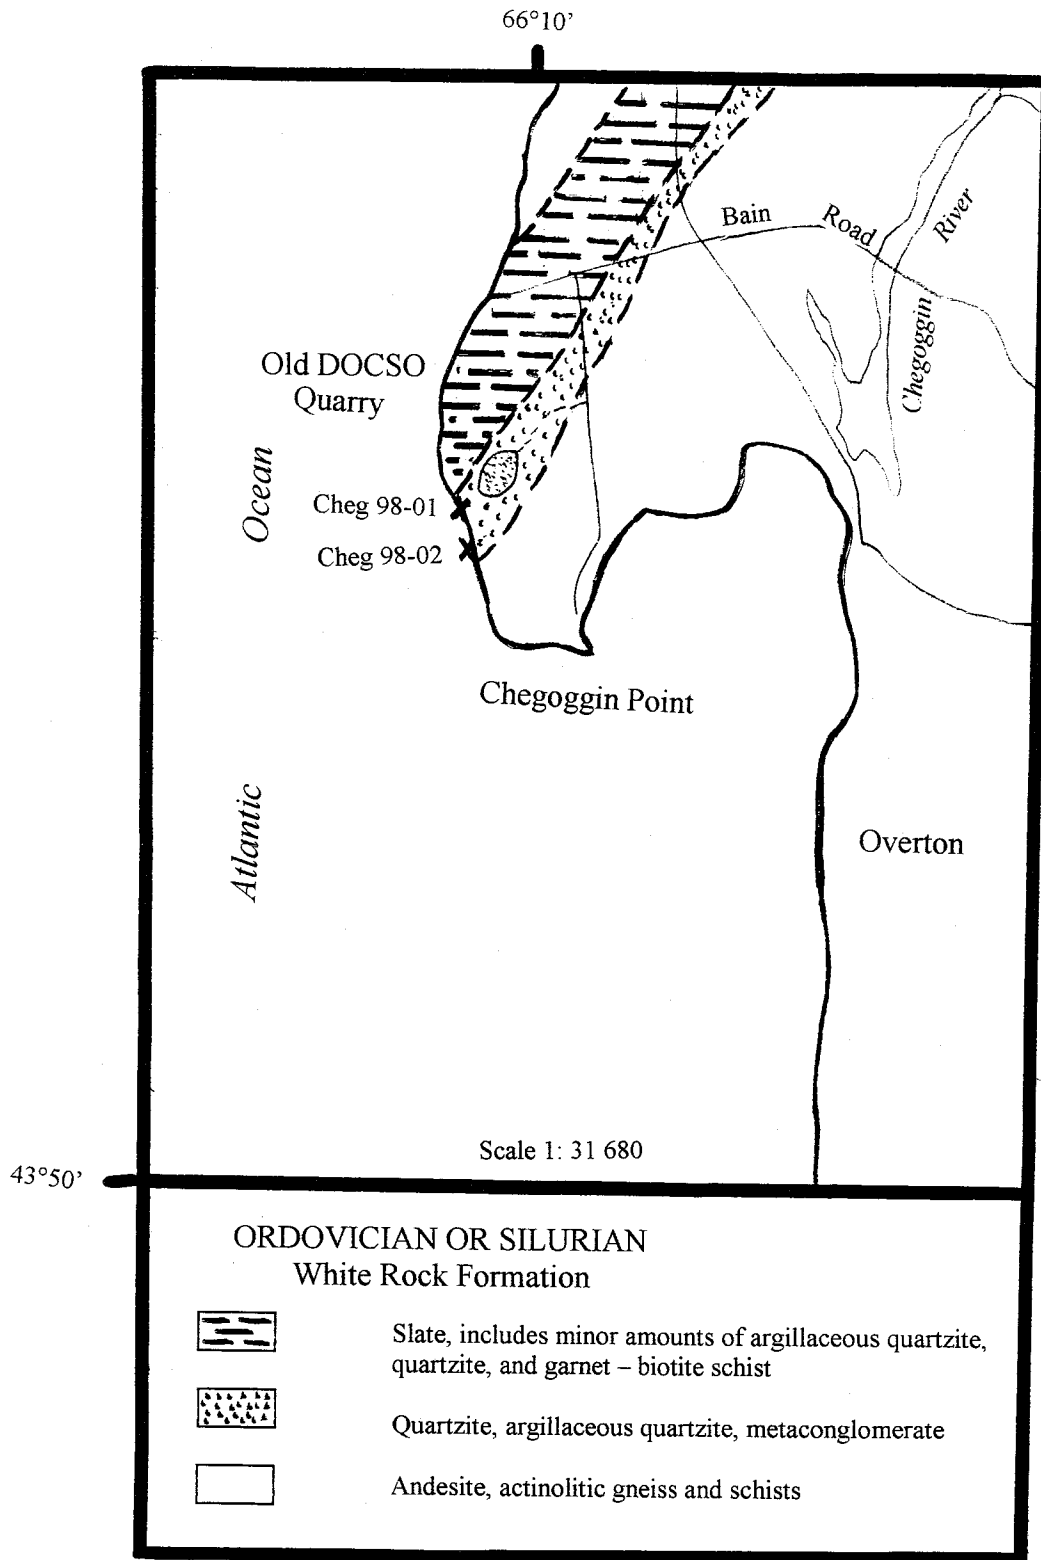 66°10'
Bain Road
River
Chegoggin
Old DOCSO
Quarry
Ocean
Cheg 98-01
Cheg 98-02
Chegoggin Point
Atlantic
Overton
Scale 1: 31 680
43°50'
ORDOVICIAN OR SILURIAN
White Rock Formation
Slate, includes minor amounts of argillaceous quartzite,
quartzite, and garnet – biotite schist
Quartzite, argillaceous quartzite, metaconglomerate
Andesite, actinolitic gneiss and schists